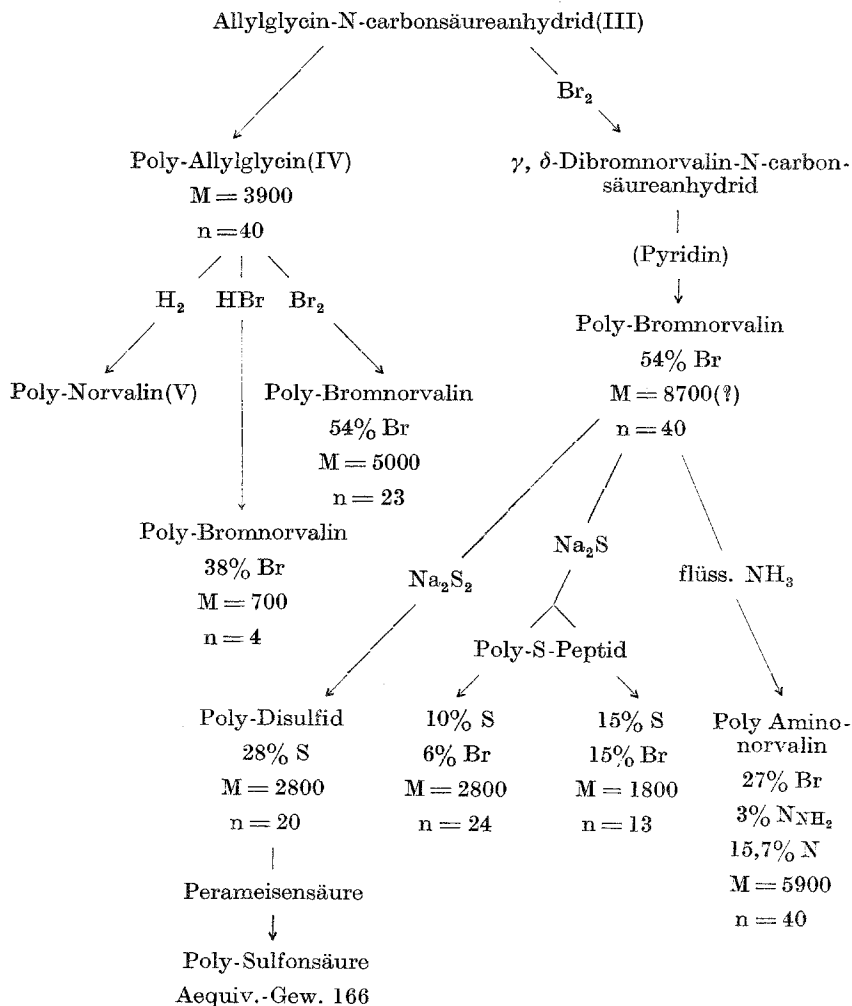 Allylglycin-N-carbonsäureanhydrid(III)
Br₂
Poly-Allylglycin(IV)
M = 3900
n = 40
γ, δ-Dibromnorvalin-N-carbon-
säureanhydrid
(Pyridin)
H₂ HBr Br₂
Poly-Norvalin(V)
Poly-Bromnorvalin
54% Br
M = 5000
n = 23
Poly-Bromnorvalin
54% Br
M = 8700(?)
n = 40
Poly-Bromnorvalin
38% Br
M = 700
n = 4
Na₂S₂
Na₂S
flüss. NH₃
Poly-S-Peptid
Poly-Disulfid
28% S
M = 2800
n = 20
10% S
6% Br
M = 2800
n = 24
15% S
15% Br
M = 1800
n = 13
Poly Amino-
norvalin
27% Br
3% N_NH₂
15,7% N
M = 5900
n = 40
Perameisensäure
Poly-Sulfonsäure
Aequiv.-Gew. 166